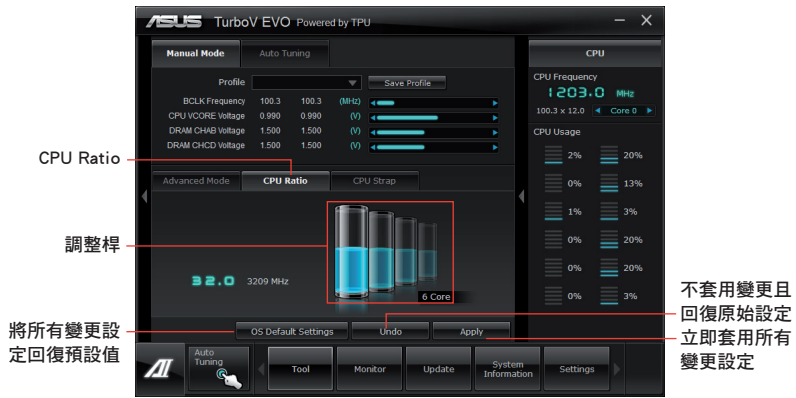 ASUS TurboV EVO Powered by TPU
Manual Mode
Auto Tuning
Profile
Save Profile
BCLK Frequency 100.3 100.3 (MHz)
CPU VCORE Voltage 0.990 0.990 (V)
DRAM CHAB Voltage 1.500 1.500 (V)
DRAM CHCD Voltage 1.500 1.500 (V)
Advanced Mode
CPU Ratio
CPU Strap
32.0 3209 MHz
6 Core
OS Default Settings
Undo
Apply
CPU
CPU Frequency
1203.0 MHz
100.3 x 12.0 Core 0
CPU Usage
2% 20%
0% 13%
1% 3%
0% 20%
0% 20%
0% 3%
AI
Auto
Tuning
Tool
Monitor
Update
System
Information
Settings
CPU Ratio
調整桿
將所有變更設
定回復預設值
不套用變更且
回復原始設定
立即套用所有
變更設定